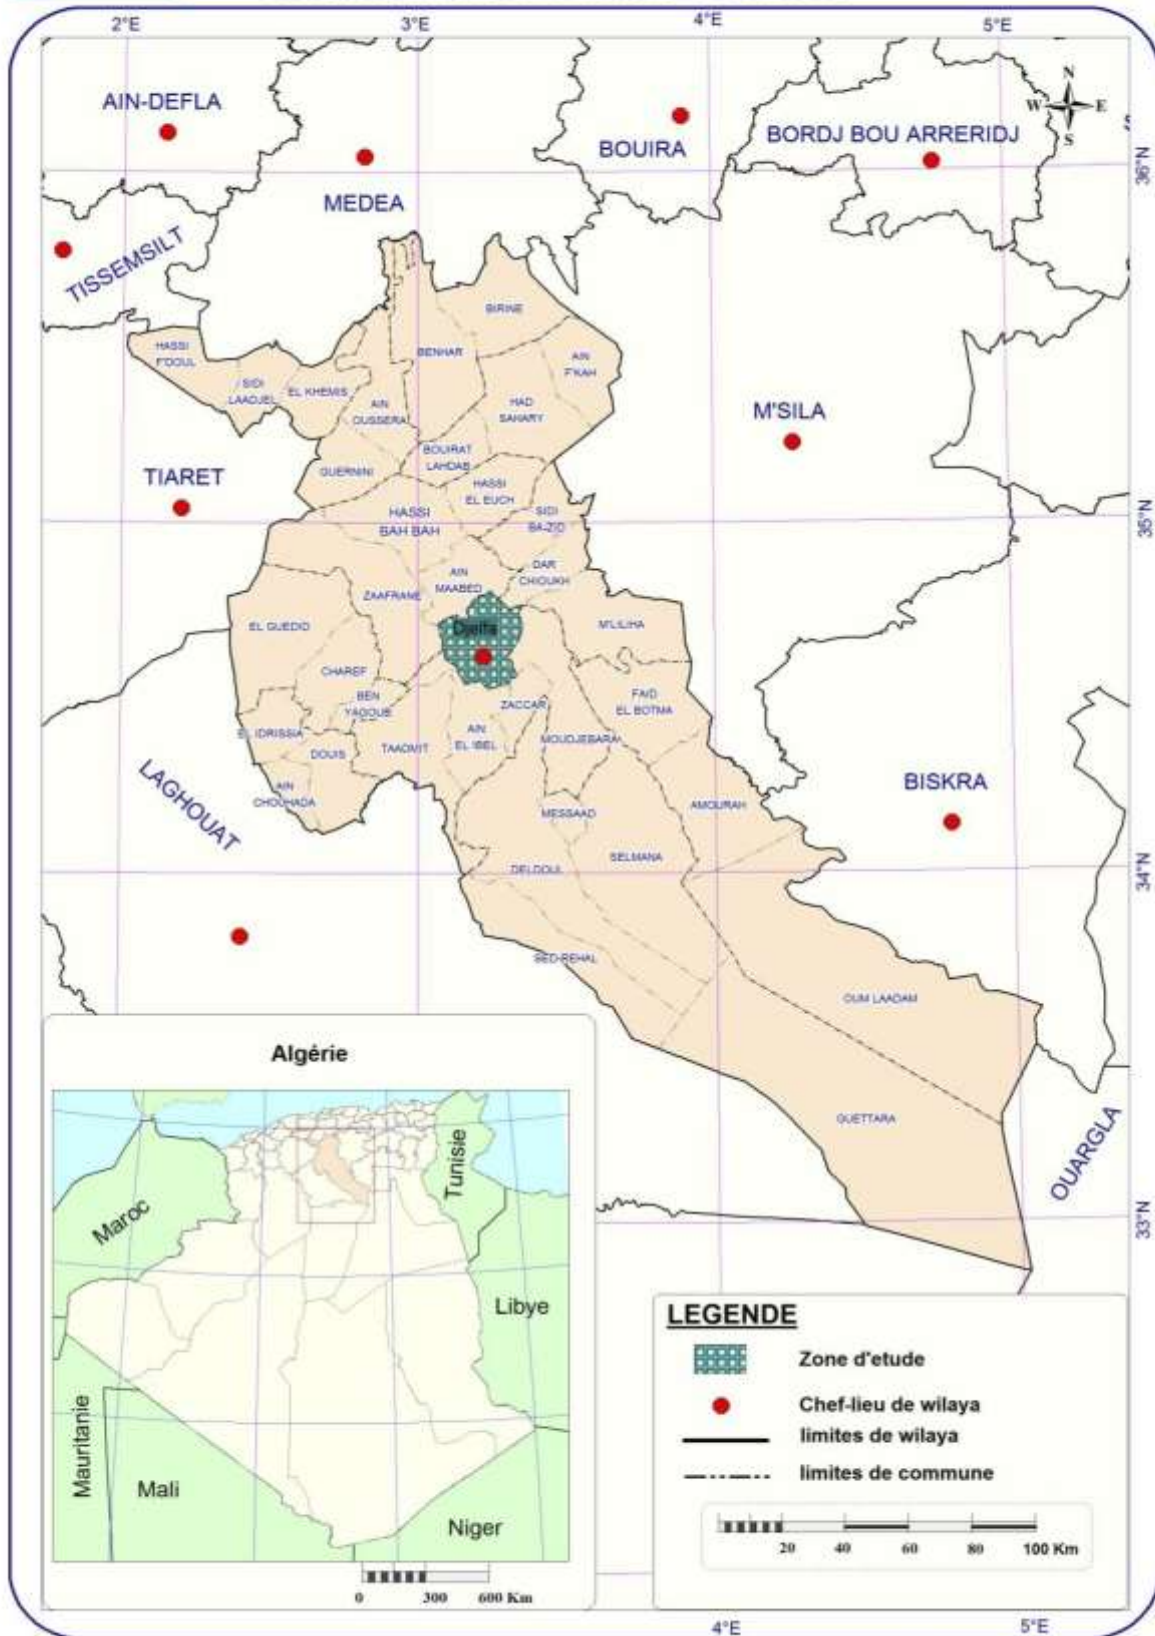 2°E
3°E
4°E
5°E
N
W
E
S
AIN-DEFLA
MEDEA
BOUIRA
BORDJ BOU ARRERIDJ
36°N
TISSEMSILT
BIRINE
HASSI
F'DOUL
BENHAR
AIN
F'KAH
SIDI
LAADJEL
EL KHEMIS
AIN
OUSSERA
HAD
SAHARY
M'SILA
BOUIRAT
LAHDAB
GUERNINI
TIARET
HASSI
EL EUCH
HASSI
BAH BAH
SIDI
BA-ZID
35°N
AIN
MAABED
DAR
CHIOUKH
ZAAFRANE
EL GUEDID
Djelfa
M'LILIHA
CHAREF
BEN
YAGOUB
ZACCAR
FAID
EL BOTMA
EL IDRISSIA
DOUIS
TAADMIT
AIN
EL IBEL
MOUDJEBARA
LAGHOUAT
AIN
CHOUHADA
BISKRA
MESSAAD
AMOURAH
DELDOUL
SELMANA
34°N
SED-REHAL
OUM LAADAM
GUETTARA
OUARGLA
33°N
Algérie
Maroc
Tunisie
Libye
Mauritanie
Mali
Niger
0 300 600 Km
LEGENDE
Zone d'etude
Chef-lieu de wilaya
limites de wilaya
limites de commune
20 40 60 80 100 Km
4°E
5°E